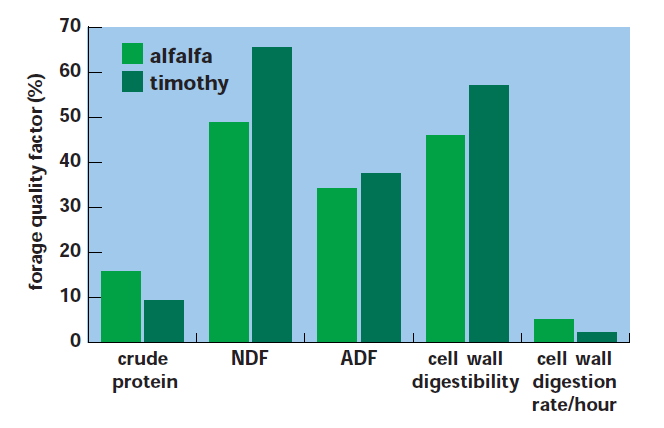 70
60
50
40
30
20
10
0
forage quality factor (%)
alfalfa
timothy
crude
protein
NDF
ADF
cell wall
digestibility
cell wall
digestion
rate/hour